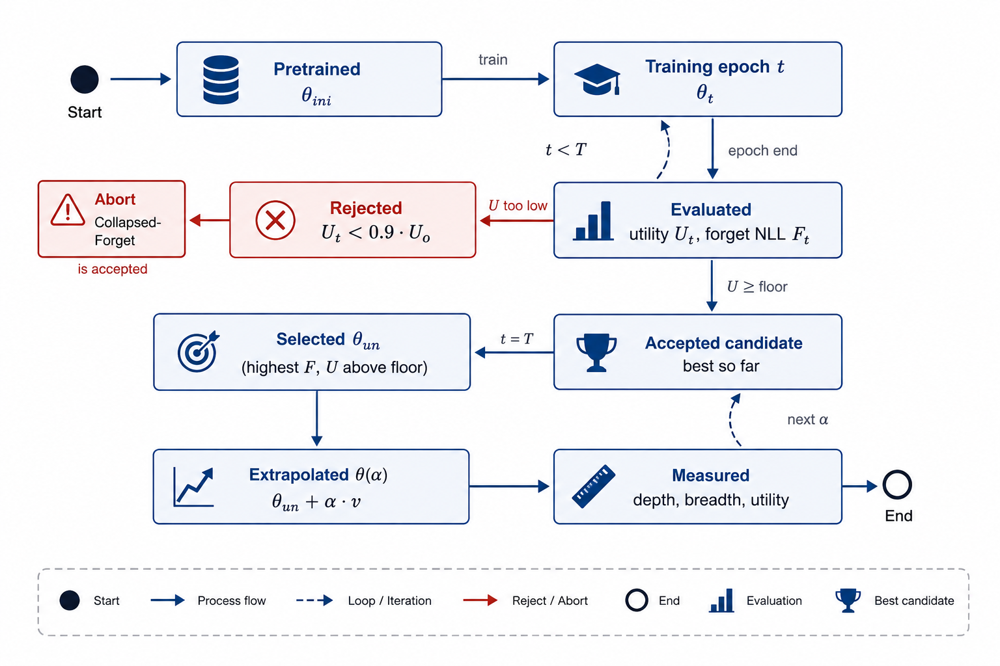 Start
Pretrained
θ_ini
train
Training epoch t
θ_t
t < T
epoch end
Abort
Collapsed-
Forget
is accepted
Rejected
U_t < 0.9 · U_o
U too low
Evaluated
utility U_t, forget NLL F_t
U ≥ floor
Selected θ_un
(highest F, U above floor)
t = T
Accepted candidate
best so far
next α
Extrapolated θ(α)
θ_un + α · v
Measured
depth, breadth, utility
End
Start
Process flow
Loop / Iteration
Reject / Abort
End
Evaluation
Best candidate